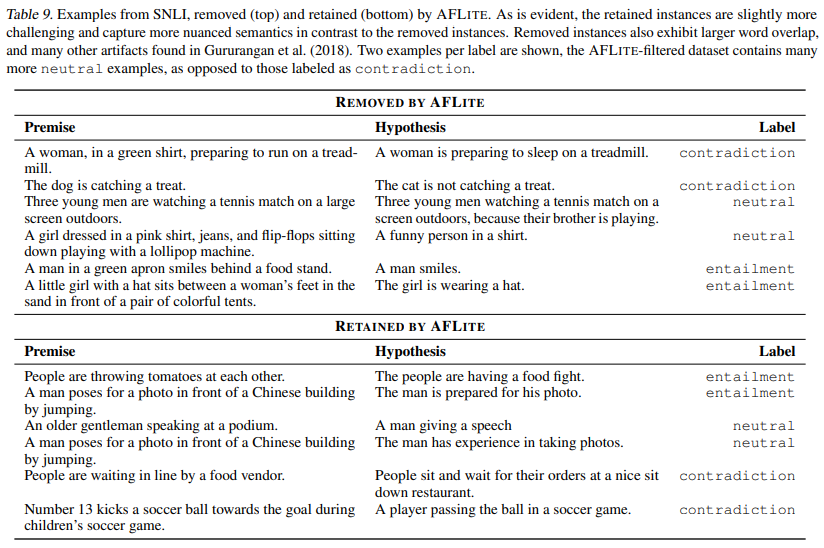 Table 9. Examples from SNLI, removed (top) and retained (bottom) by AFLITE. As is evident, the retained instances are slightly more
challenging and capture more nuanced semantics in contrast to the removed instances. Removed instances also exhibit larger word overlap,
and many other artifacts found in Gururangan et al. (2018). Two examples per label are shown, the AFLITE-filtered dataset contains many
more neutral examples, as opposed to those labeled as contradiction.
REMOVED BY AFLITE
Premise Hypothesis Label
A woman, in a green shirt, preparing to run on a tread- A woman is preparing to sleep on a treadmill. contradiction
mill.
The dog is catching a treat. The cat is not catching a treat. contradiction
Three young men are watching a tennis match on a large Three young men watching a tennis match on a neutral
screen outdoors. screen outdoors, because their brother is playing.
A girl dressed in a pink shirt, jeans, and flip-flops sitting A funny person in a shirt. neutral
down playing with a lollipop machine.
A man in a green apron smiles behind a food stand. A man smiles. entailment
A little girl with a hat sits between a woman's feet in the The girl is wearing a hat. entailment
sand in front of a pair of colorful tents.
RETAINED BY AFLITE
Premise Hypothesis Label
People are throwing tomatoes at each other. The people are having a food fight. entailment
A man poses for a photo in front of a Chinese building The man is prepared for his photo. entailment
by jumping.
An older gentleman speaking at a podium. A man giving a speech neutral
A man poses for a photo in front of a Chinese building The man has experience in taking photos. neutral
by jumping.
People are waiting in line by a food vendor. People sit and wait for their orders at a nice sit contradiction
down restaurant.
Number 13 kicks a soccer ball towards the goal during A player passing the ball in a soccer game. contradiction
children's soccer game.